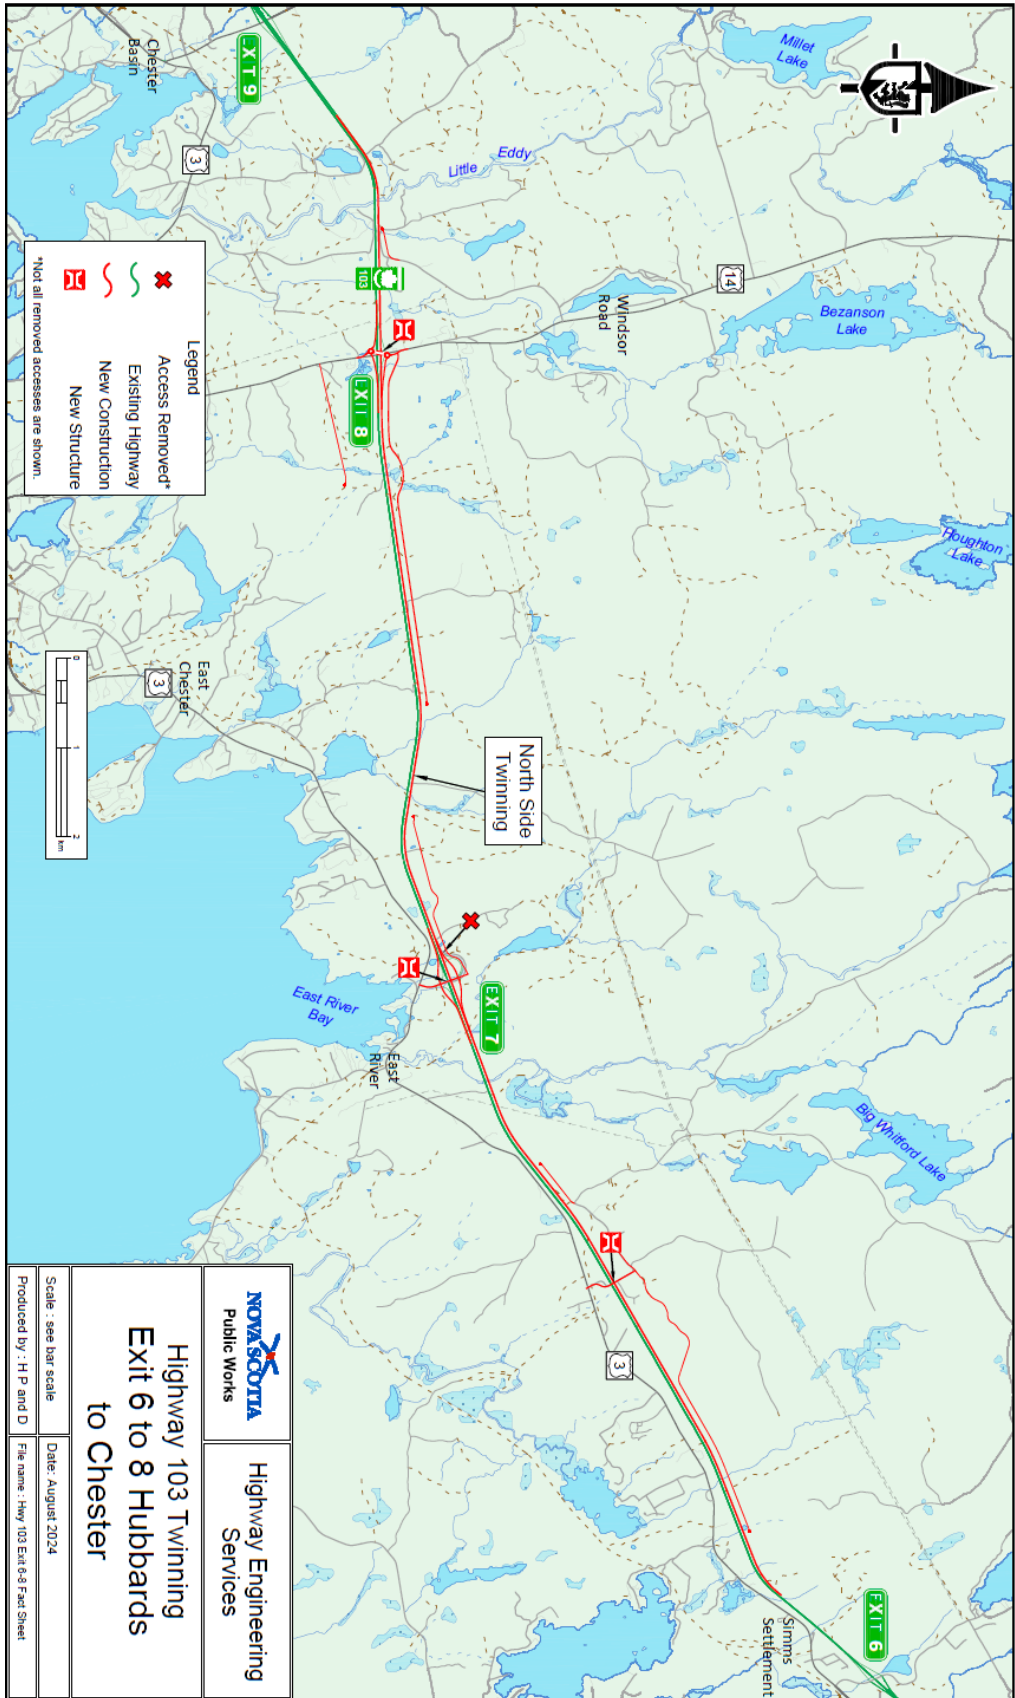 Millet
Lake
Chester
Basin
EXIT 9
3
Little
Eddy
103
14
Windsor
Road
Bezanson
Lake
EXIT 8
Houghton
Lake
Legend
Access Removed*
Existing Highway
New Construction
New Structure
*Not all removed accesses are shown.
East
Chester
3
0
1
2
km
North Side
Twinning
EXIT 7
East River
Bay
East
River
Big Whitford Lake
3
EXIT 6
Simms
Settlement
NOVA SCOTIA
Public Works
Highway Engineering
Services
Highway 103 Twinning
Exit 6 to 8 Hubbards
to Chester
Scale : see bar scale
Date: August 2024
Produced by : H P and D
File name : Hwy 103 Exit 6-8 Fact Sheet